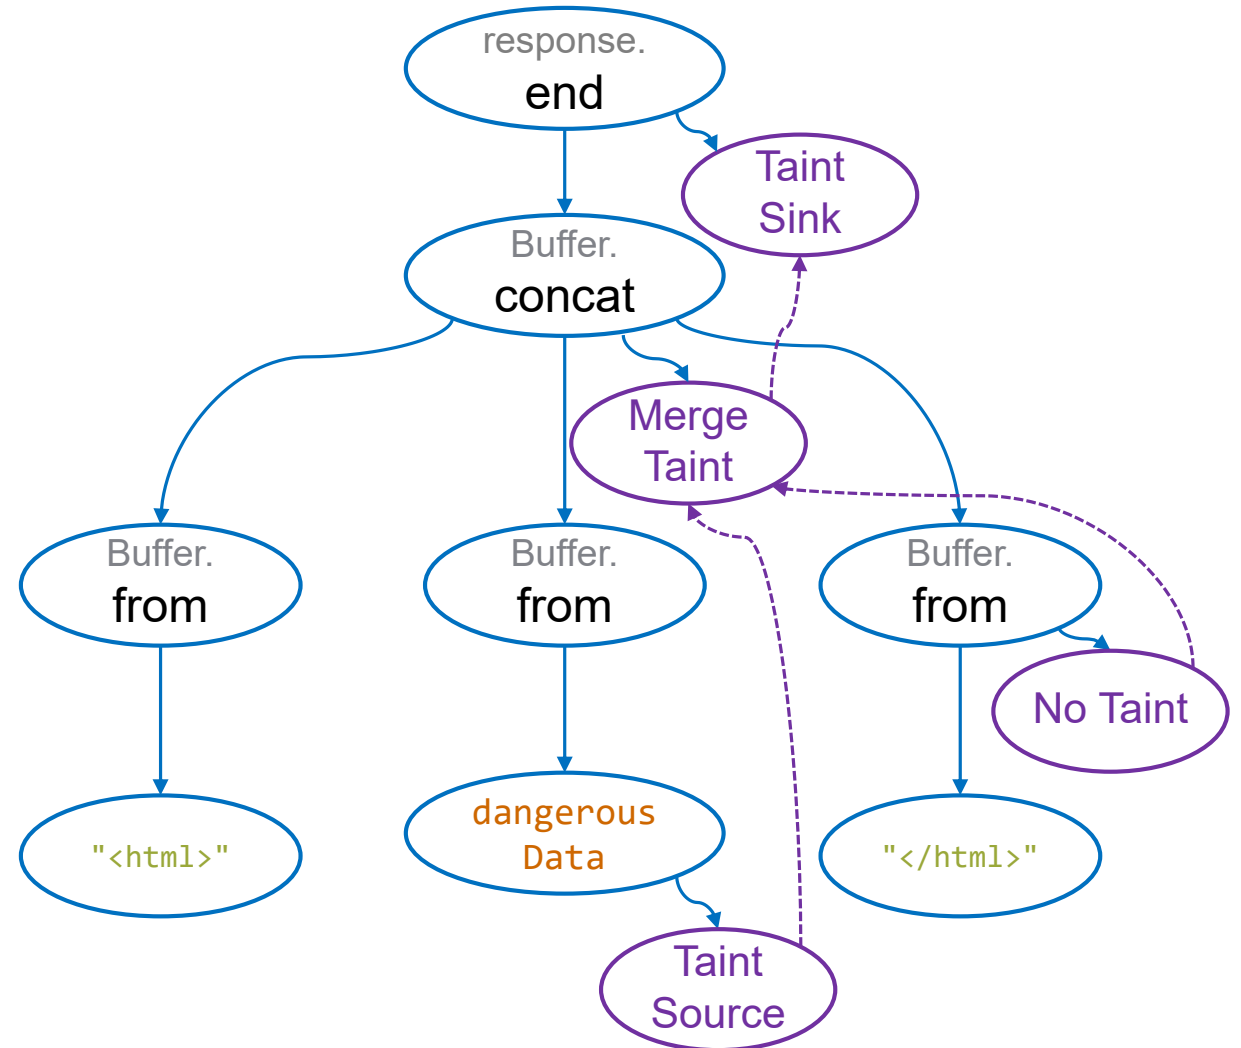 response.
end
Taint
Sink
Buffer.
concat
Merge
Taint
Buffer.
from
Buffer.
from
Buffer.
from
No Taint
"<html>"
dangerous
Data
"</html>"
Taint
Source